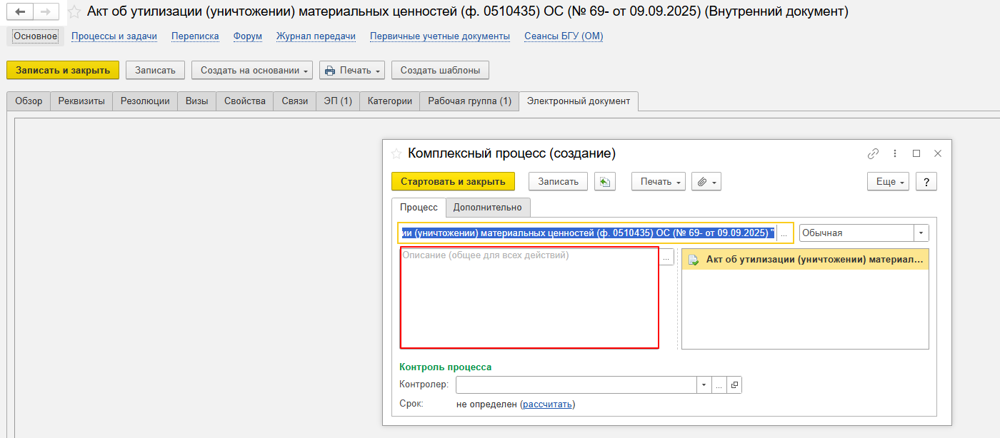 Акт об утилизации (уничтожении) материальных ценностей (ф. 0510435) ОС (№ 69- от 09.09.2025) (Внутренний документ)
Основное Процессы и задачи Переписка Форум Журнал передачи Первичные учетные документы Сеансы БГУ (ОМ)
Записать и закрыть Записать Создать на основании Печать Создать шаблоны
Обзор Реквизиты Резолюции Визы Свойства Связи ЭП (1) Категории Рабочая группа (1) Электронный документ
Комплексный процесс (создание)
Стартовать и закрыть Записать Печать Еще ?
Процесс Дополнительно
ии (уничтожении) материальных ценностей (ф. 0510435) ОС (№ 69- от 09.09.2025) " ... Обычная
Описание (общее для всех действий) ... Акт об утилизации (уничтожении) материал...
Контроль процесса
Контролер: ...
Срок: не определен (рассчитать)